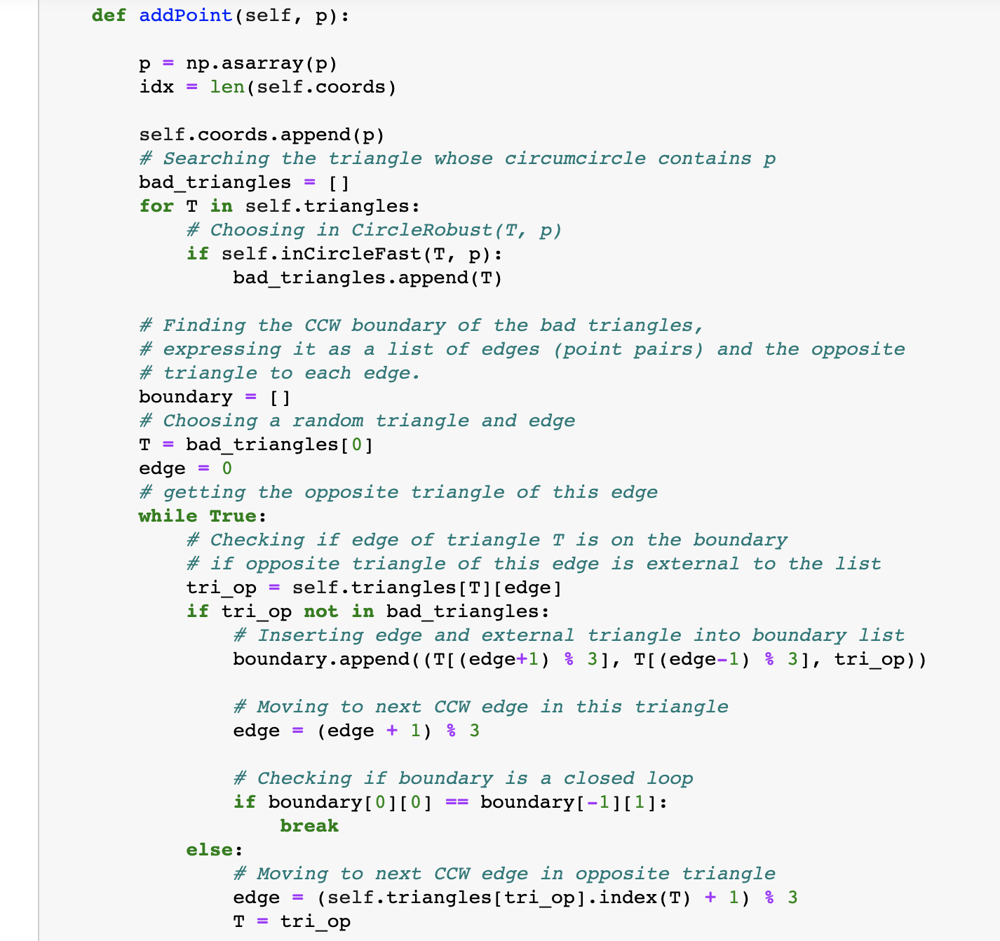 def addPoint(self, p):
p = np.asarray(p)
idx = len(self.coords)
self.coords.append(p)
# Searching the triangle whose circumcircle contains p
bad_triangles = []
for T in self.triangles:
# Choosing in CircleRobust(T, p)
if self.inCircleFast(T, p):
bad_triangles.append(T)
# Finding the CCW boundary of the bad triangles,
# expressing it as a list of edges (point pairs) and the opposite
# triangle to each edge.
boundary = []
# Choosing a random triangle and edge
T = bad_triangles[0]
edge = 0
# getting the opposite triangle of this edge
while True:
# Checking if edge of triangle T is on the boundary
# if opposite triangle of this edge is external to the list
tri_op = self.triangles[T][edge]
if tri_op not in bad_triangles:
# Inserting edge and external triangle into boundary list
boundary.append((T[(edge+1) % 3], T[(edge-1) % 3], tri_op))
# Moving to next CCW edge in this triangle
edge = (edge + 1) % 3
# Checking if boundary is a closed loop
if boundary[0][0] == boundary[-1][1]:
break
else:
# Moving to next CCW edge in opposite triangle
edge = (self.triangles[tri_op].index(T) + 1) % 3
T = tri_op